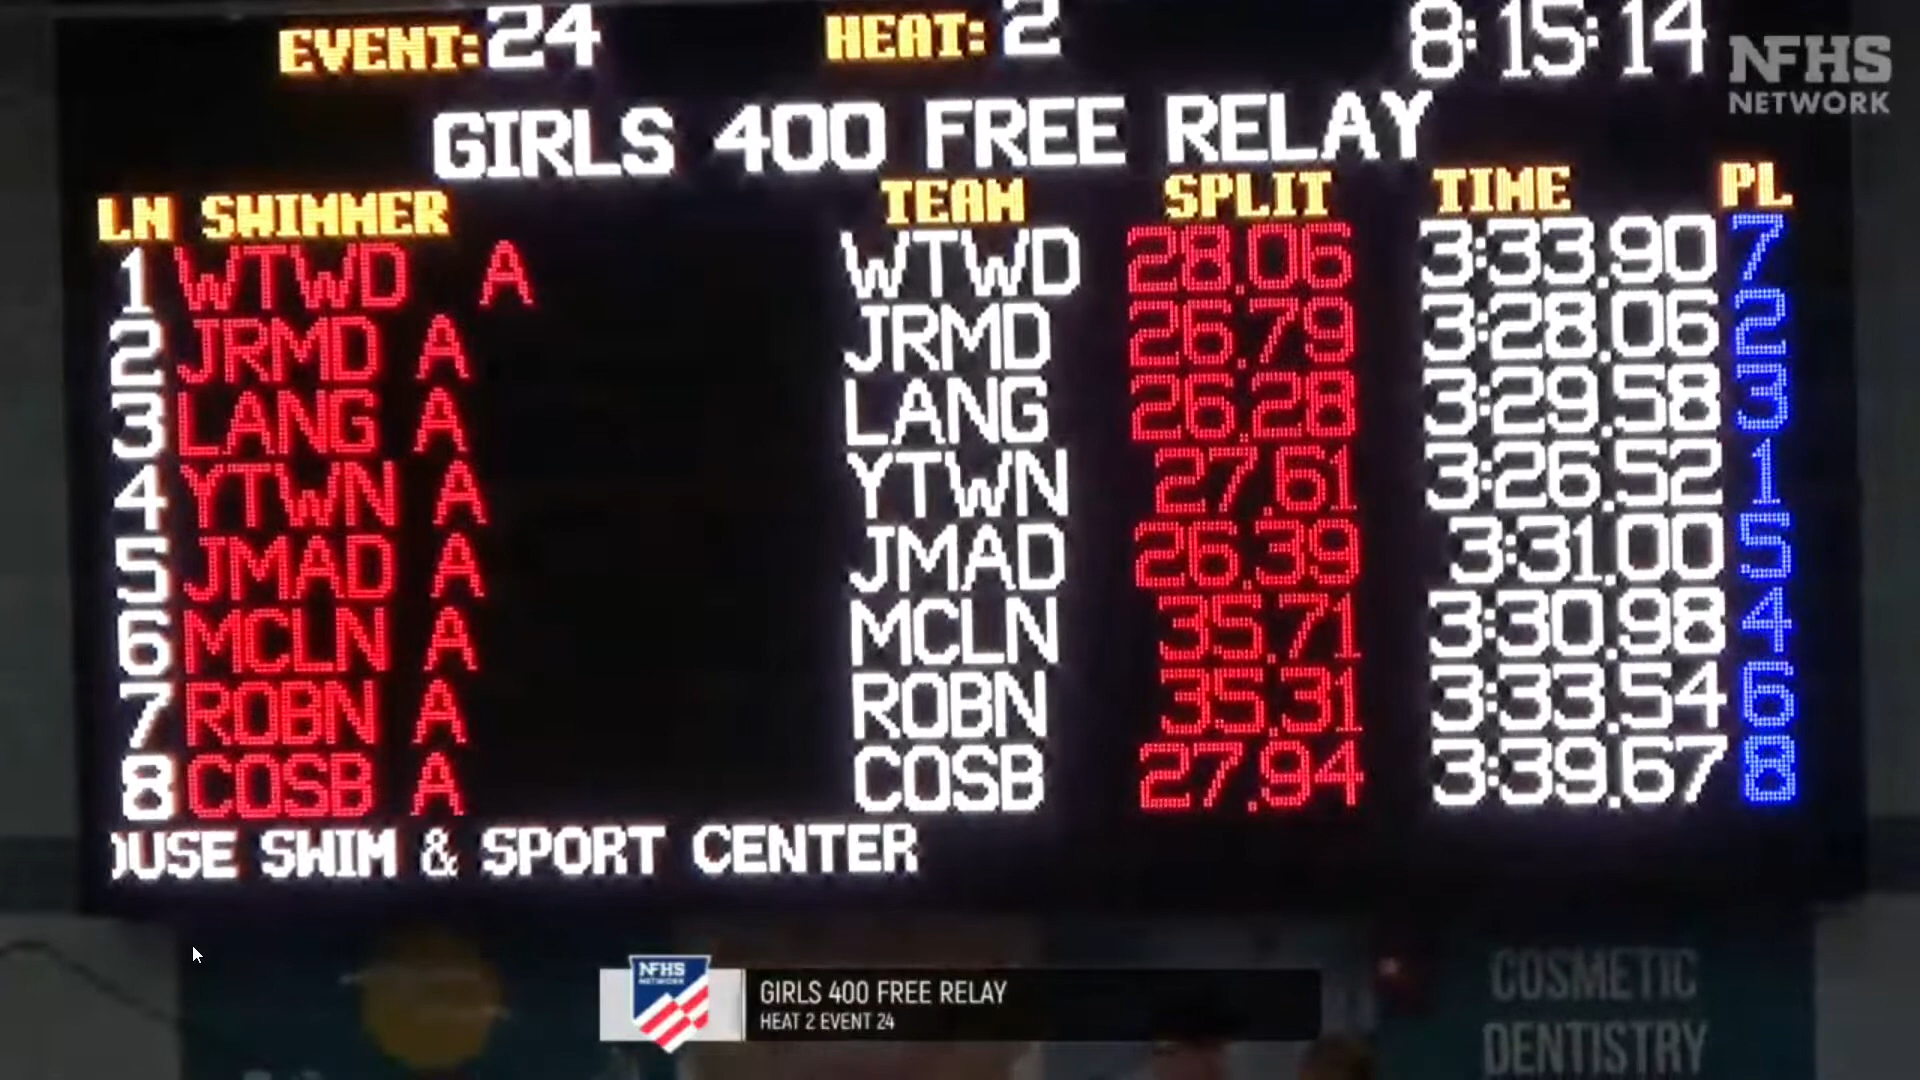 EVENT: 24 HEAT: 2 8:15:14
NFHS
NETWORK
GIRLS 400 FREE RELAY
LN SWIMMER TEAM SPLIT TIME PL
1 WTWD A WTWD 28.06 3:33.90 7
2 JRMD A JRMD 26.79 3:28.06 2
3 LANG A LANG 26.28 3:29.58 3
4 YTWN A YTWN 27.61 3:26.52 1
5 JMAD A JMAD 26.39 3:31.00 5
6 MCLN A MCLN 35.71 3:30.98 4
7 ROBN A ROBN 35.31 3:33.54 6
8 COSB A COSB 27.94 3:39.67 8
OUSE SWIM & SPORT CENTER
NFHS
NETWORK
GIRLS 400 FREE RELAY
HEAT 2 EVENT 24
COSMETIC
DENTISTRY